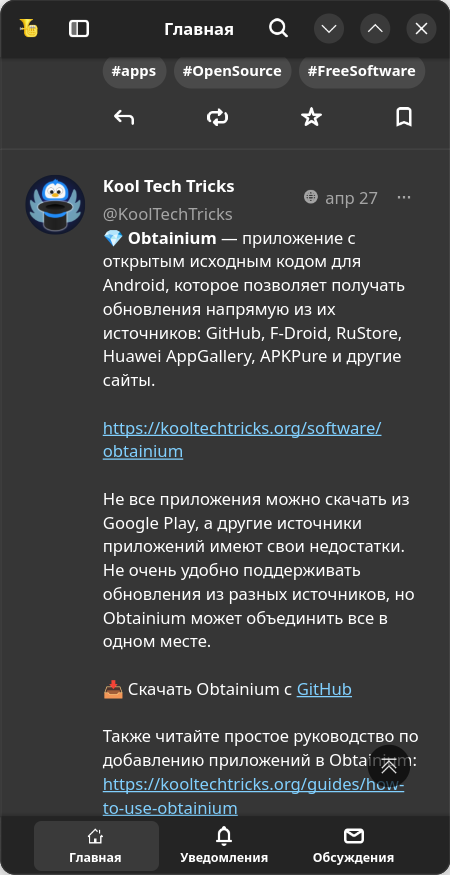 Главная
#apps #OpenSource #FreeSoftware
Kool Tech Tricks
апр 27
@KoolTechTricks
💎 Obtainium — приложение с
открытым исходным кодом для
Android, которое позволяет получать
обновления напрямую из их
источников: GitHub, F-Droid, RuStore,
Huawei AppGallery, APKPure и другие
сайты.
https://kooltechtricks.org/software/
obtainium
Не все приложения можно скачать из
Google Play, а другие источники
приложений имеют свои недостатки.
Не очень удобно поддерживать
обновления из разных источников, но
Obtainium может объединить все в
одном месте.
📥 Скачать Obtainium с GitHub
Также читайте простое руководство по
добавлению приложений в Obtainium:
https://kooltechtricks.org/guides/how-
to-use-obtainium
Главная Уведомления Обсуждения